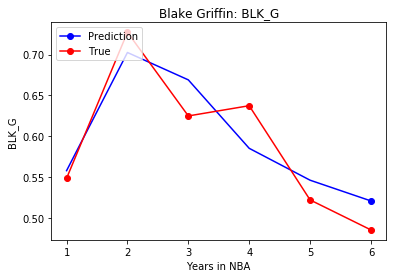 Blake Griffin: BLK_G
Prediction
True
BLK_G
0.70
0.65
0.60
0.55
0.50
1 2 3 4 5 6
Years in NBA